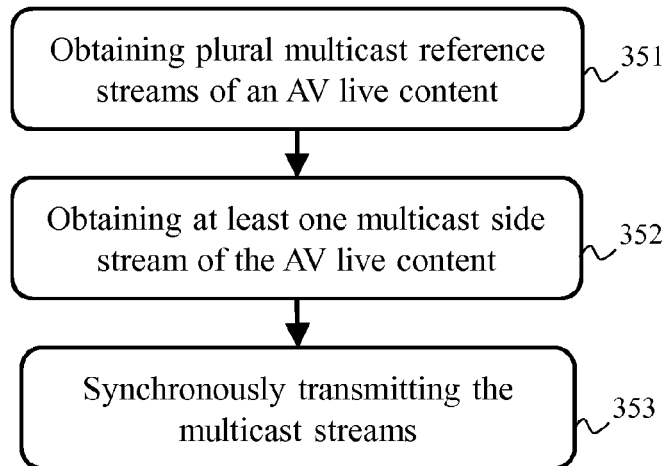 Obtaining plural multicast reference
streams of an AV live content
351
Obtaining at least one multicast side
stream of the AV live content
352
Synchronously transmitting the
multicast streams
353